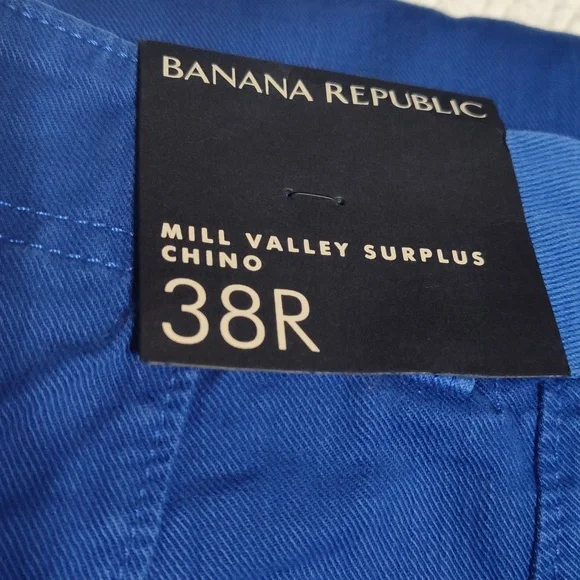 BANANA REPUBLIC
MILL VALLEY SURPLUS
CHINO
38R